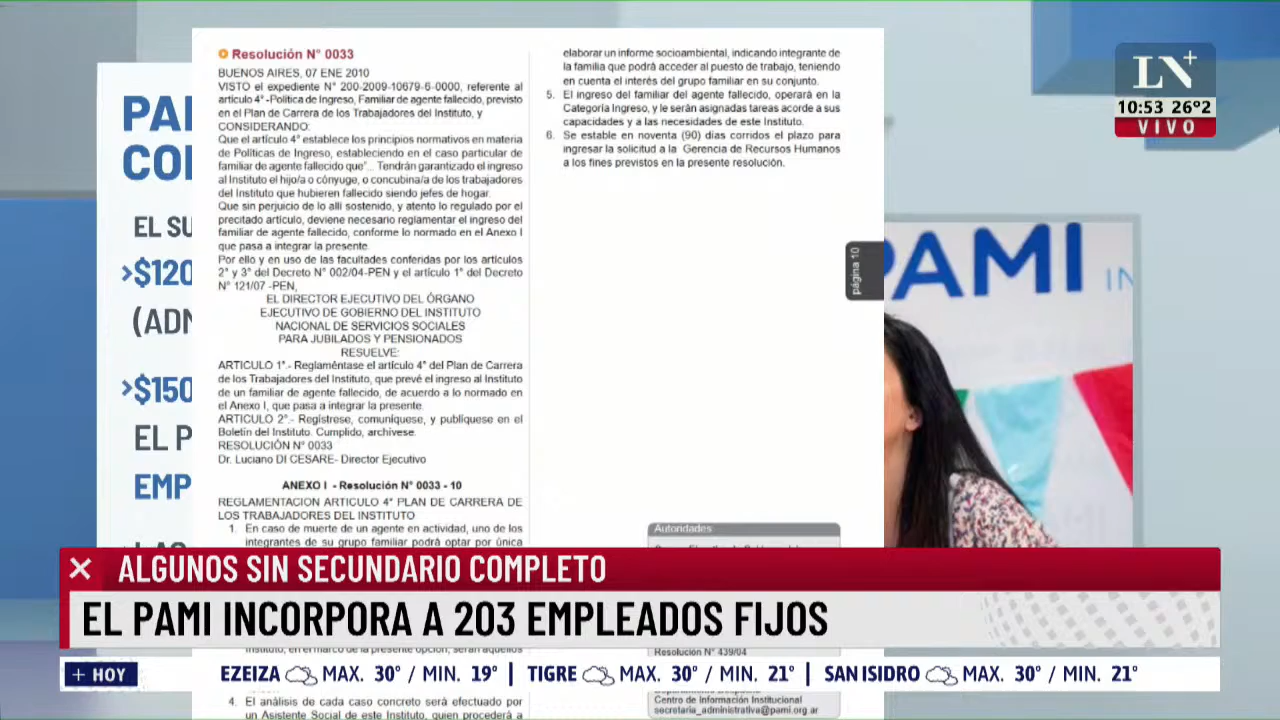 Resolución N° 0033
BUENOS AIRES, 07 ENE 2010
VISTO el expediente N° 200-2009-10679-6-0000, referente al
artículo 4° -Política de Ingreso, Familiar de agente fallecido, previsto
en el Plan de Carrera de los Trabajadores del Instituto, y
CONSIDERANDO:
Que el artículo 4° establece los principios normativos en materia
de Políticas de Ingreso, estableciendo en el caso particular de
familiar de agente fallecido que"... Tendrán garantizado el ingreso
al Instituto el hijo/a o cónyuge, o concubina/a de los trabajadores
del Instituto que hubieren fallecido siendo jefes de hogar.
Que sin perjuicio de lo allí sostenido, y atento lo regulado por el
precitado artículo, deviene necesario reglamentar el ingreso del
familiar de agente fallecido, conforme lo normado en el Anexo I
que pasa a integrar la presente.
Por ello y en uso de las facultades conferidas por los artículos
2° y 3° del Decreto N° 002/04-PEN y el artículo 1° del Decreto
N° 121/07 -PEN,
EL DIRECTOR EJECUTIVO DEL ÓRGANO
EJECUTIVO DE GOBIERNO DEL INSTITUTO
NACIONAL DE SERVICIOS SOCIALES
PARA JUBILADOS Y PENSIONADOS
RESUELVE:
ARTICULO 1°.- Reglaméntase el artículo 4° del Plan de Carrera
de los Trabajadores del Instituto, que prevé el ingreso al Instituto
de un familiar de agente fallecido, de acuerdo a lo normado en
el Anexo I, que pasa a integrar la presente.
ARTICULO 2°.- Regístrese, comuníquese, y publíquese en el
Boletín del Instituto. Cumplido, archívese.
RESOLUCIÓN N° 0033
Dr. Luciano DI CESARE- Director Ejecutivo
ANEXO I - Resolución N° 0033 - 10
REGLAMENTACION ARTICULO 4° PLAN DE CARRERA DE
LOS TRABAJADORES DEL INSTITUTO
1. En caso de muerte de un agente en actividad, uno de los
integrantes de su grupo familiar podrá optar por única
4. El análisis de cada caso concreto será efectuado por
un Asistente Social de este Instituto, quien procederá a
elaborar un informe socioambiental, indicando integrante de
la familia que podrá acceder al puesto de trabajo, teniendo
en cuenta el interés del grupo familiar en su conjunto.
5. El ingreso del familiar del agente fallecido, operará en la
Categoría Ingreso, y le serán asignadas tareas acorde a sus
capacidades y a las necesidades de este Instituto.
6. Se estable en noventa (90) días corridos el plazo para
ingresar la solicitud a la Gerencia de Recursos Humanos
a los fines previstos en la presente resolución.
página 10
Autoridades
Resolución N° 439/04
Centro de Información Institucional
secretaria_administrativa@pami.org.ar
EL SU
>$120
(ADM
>$150
EL P
EMP
PAMI
IN
LN+
10:53 26°2
VIVO
ALGUNOS SIN SECUNDARIO COMPLETO
EL PAMI INCORPORA A 203 EMPLEADOS FIJOS
+ HOY
EZEIZA MAX. 30° / MIN. 19° | TIGRE MAX. 30° / MIN. 21° | SAN ISIDRO MAX. 30° / MIN. 21°